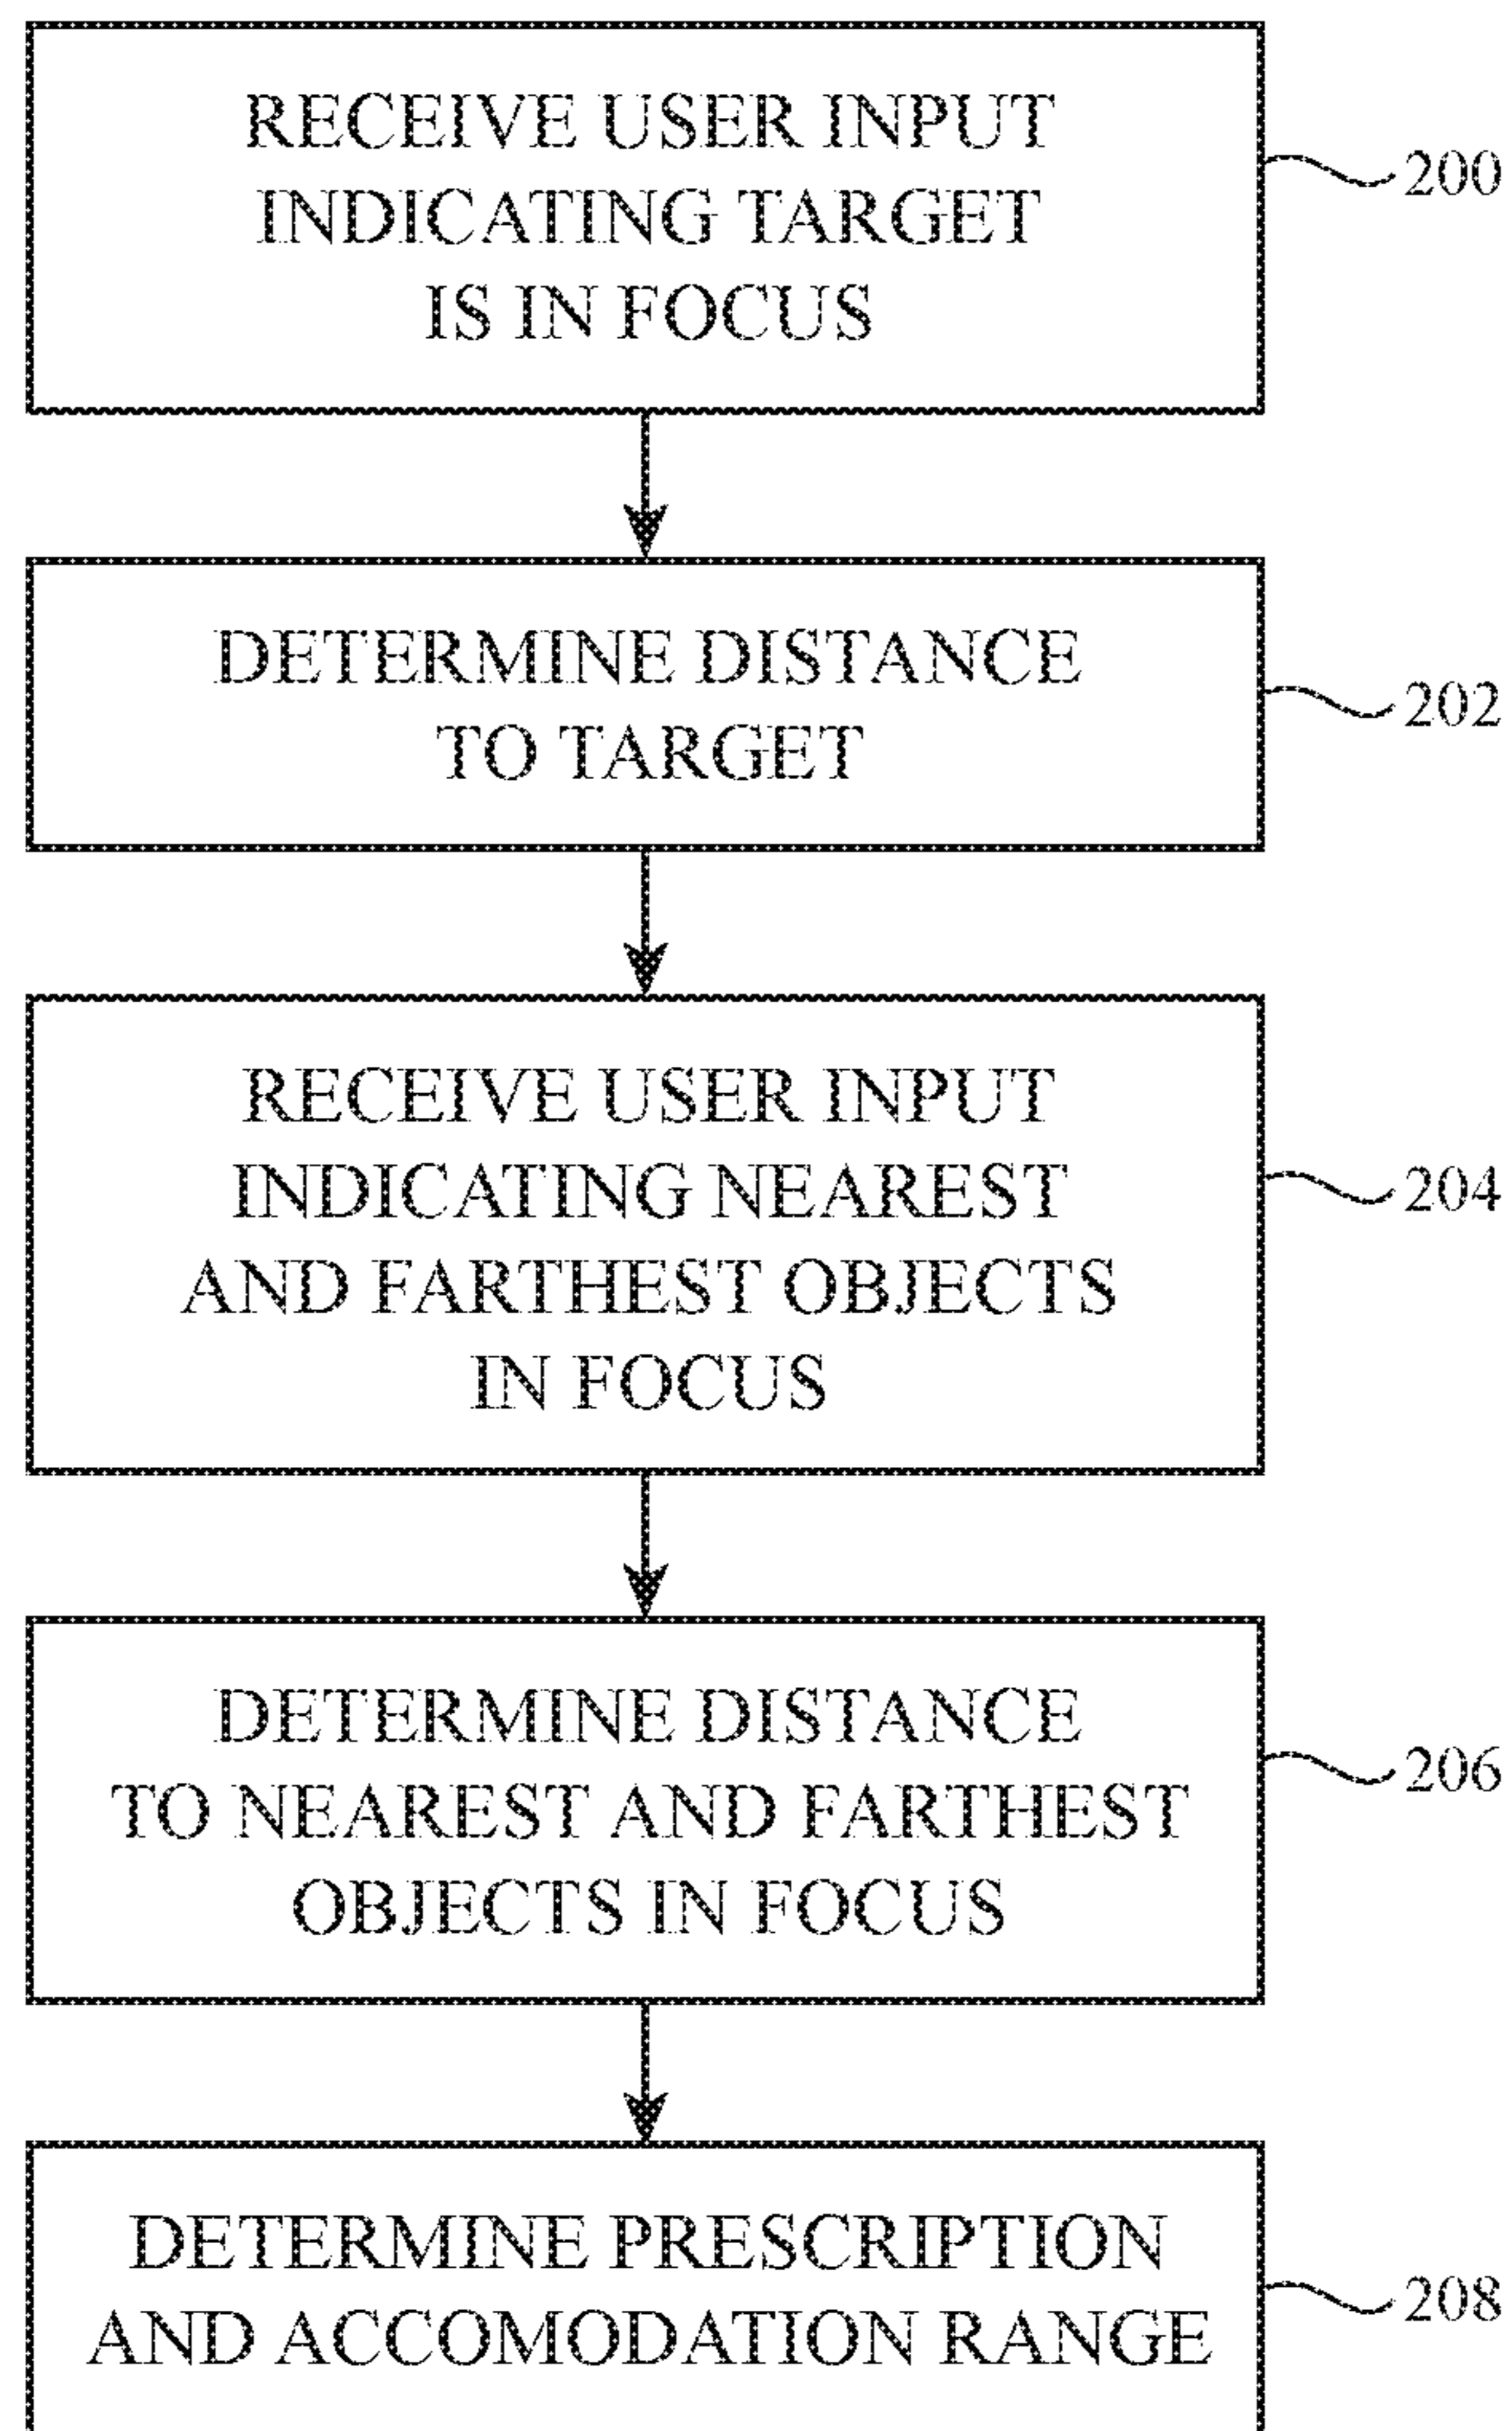 RECEIVE USER INPUT
INDICATING TARGET
IS IN FOCUS
200
DETERMINE DISTANCE
TO TARGET
202
RECEIVE USER INPUT
INDICATING NEAREST
AND FARTHEST OBJECTS
IN FOCUS
204
DETERMINE DISTANCE
TO NEAREST AND FARTHEST
OBJECTS IN FOCUS
206
DETERMINE PRESCRIPTION
AND ACCOMODATION RANGE
208